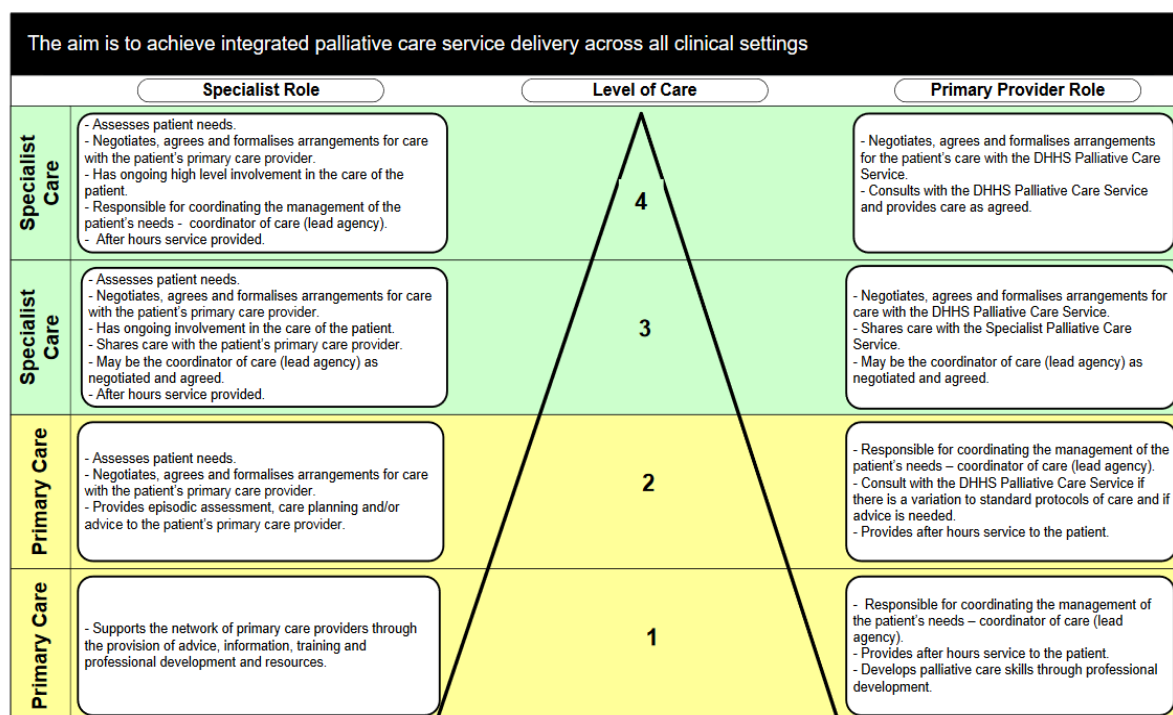 The aim is to achieve integrated palliative care service delivery across all clinical settings
Specialist Role
Level of Care
Primary Provider Role
Specialist
Care
- Assesses patient needs.
- Negotiates, agrees and formalises arrangements for care
with the patient's primary care provider.
- Has ongoing high level involvement in the care of the
patient.
- Responsible for coordinating the management of the
patient's needs - coordinator of care (lead agency).
- After hours service provided.
4
- Negotiates, agrees and formalises arrangements
for the patient's care with the DHHS Palliative Care
Service.
- Consults with the DHHS Palliative Care Service
and provides care as agreed.
Specialist
Care
- Assesses patient needs.
- Negotiates, agrees and formalises arrangements for care
with the patient's primary care provider.
- Has ongoing involvement in the care of the patient.
- Shares care with the patient's primary care provider.
- May be the coordinator of care (lead agency) as
negotiated and agreed.
- After hours service provided.
3
- Negotiates, agrees and formalises arrangements for
care with the DHHS Palliative Care Service.
- Shares care with the Specialist Palliative Care
Service.
- May be the coordinator of care (lead agency) as
negotiated and agreed.
Primary Care
- Assesses patient needs.
- Negotiates, agrees and formalises arrangements for care
with the patient's primary care provider.
- Provides episodic assessment, care planning and/or
advice to the patient's primary care provider.
2
- Responsible for coordinating the management of the
patient's needs – coordinator of care (lead agency).
- Consult with the DHHS Palliative Care Service if
there is a variation to standard protocols of care and if
advice is needed.
- Provides after hours service to the patient.
Primary Care
- Supports the network of primary care providers through
the provision of advice, information, training and
professional development and resources.
1
- Responsible for coordinating the management of
the patient's needs – coordinator of care (lead
agency).
- Provides after hours service to the patient.
- Develops palliative care skills through professional
development.